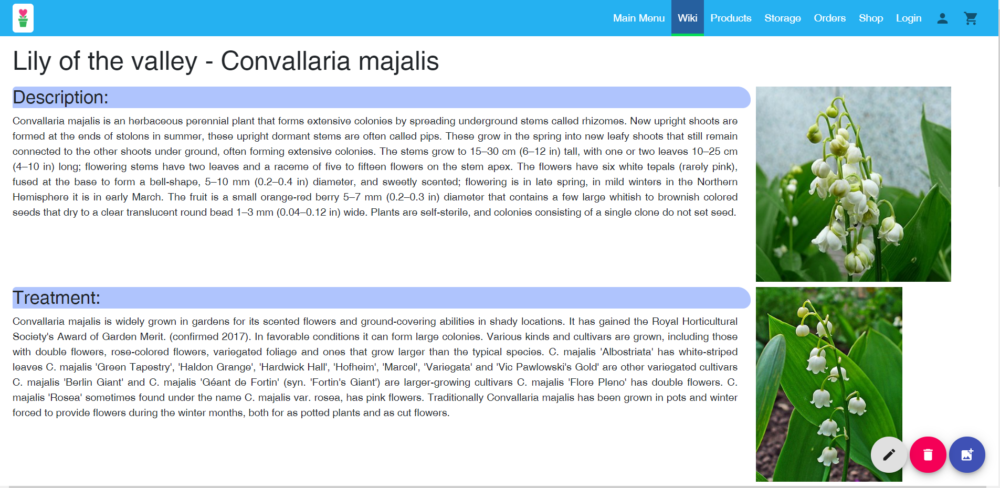 Main Menu Wiki Products Storage Orders Shop Login
Lily of the valley - Convallaria majalis
Description:
Convallaria majalis is an herbaceous perennial plant that forms extensive colonies by spreading underground stems called rhizomes. New upright shoots are
formed at the ends of stolons in summer, these upright dormant stems are often called pips. These grow in the spring into new leafy shoots that still remain
connected to the other shoots under ground, often forming extensive colonies. The stems grow to 15–30 cm (6–12 in) tall, with one or two leaves 10–25 cm
(4–10 in) long; flowering stems have two leaves and a raceme of five to fifteen flowers on the stem apex. The flowers have six white tepals (rarely pink),
fused at the base to form a bell-shape, 5–10 mm (0.2–0.4 in) diameter, and sweetly scented; flowering is in late spring, in mild winters in the Northern
Hemisphere it is in early March. The fruit is a small orange-red berry 5–7 mm (0.2–0.3 in) diameter that contains a few large whitish to brownish colored
seeds that dry to a clear translucent round bead 1–3 mm (0.04–0.12 in) wide. Plants are self-sterile, and colonies consisting of a single clone do not set seed.
Treatment:
Convallaria majalis is widely grown in gardens for its scented flowers and ground-covering abilities in shady locations. It has gained the Royal Horticultural
Society's Award of Garden Merit. (confirmed 2017). In favorable conditions it can form large colonies. Various kinds and cultivars are grown, including those
with double flowers, rose-colored flowers, variegated foliage and ones that grow larger than the typical species. C. majalis 'Albostriata' has white-striped
leaves C. majalis 'Green Tapestry', 'Haldon Grange', 'Hardwick Hall', 'Hofheim', 'Marcel', 'Variegata' and 'Vic Pawlowski's Gold' are other variegated cultivars
C. majalis 'Berlin Giant' and C. majalis 'Géant de Fortin' (syn. 'Fortin's Giant') are larger-growing cultivars C. majalis 'Flore Pleno' has double flowers. C.
majalis 'Rosea' sometimes found under the name C. majalis var. rosea, has pink flowers. Traditionally Convallaria majalis has been grown in pots and winter
forced to provide flowers during the winter months, both for as potted plants and as cut flowers.